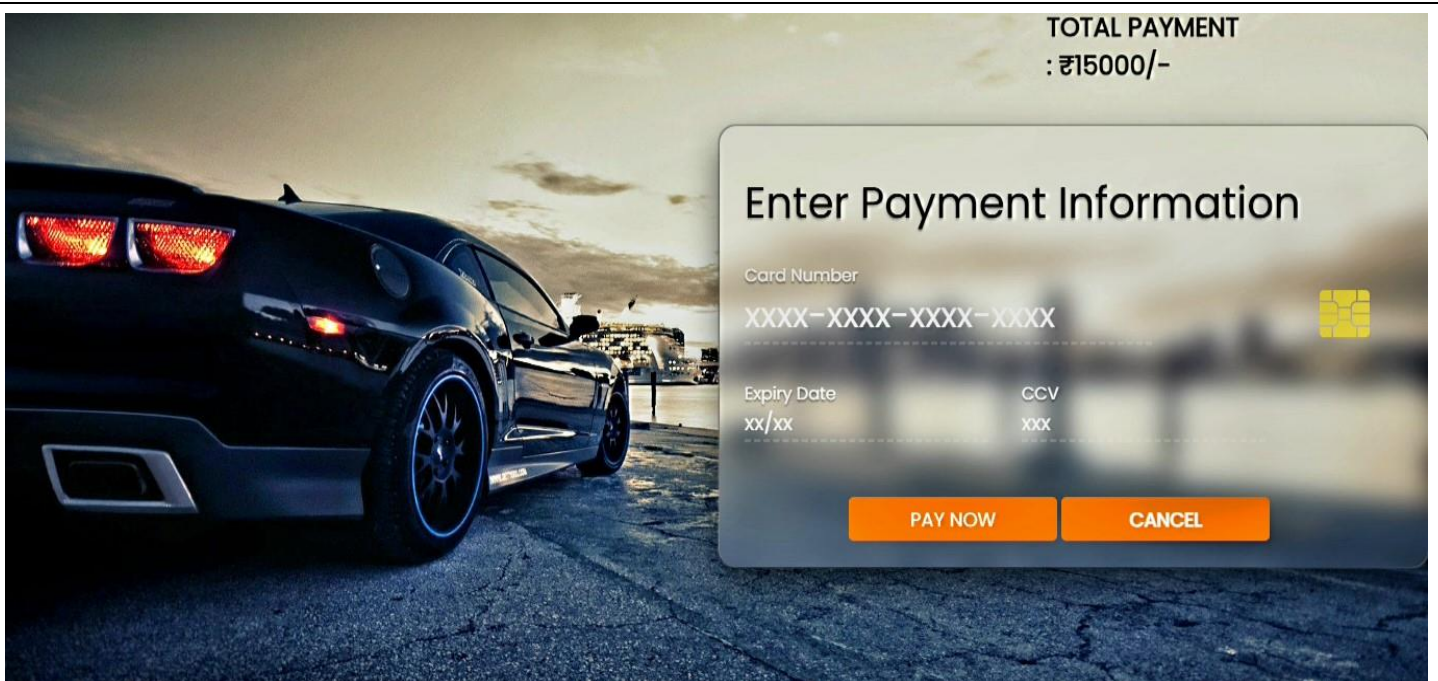 TOTAL PAYMENT
: ₹15000/-
Enter Payment Information
Card Number
XXXX-XXXX-XXXX-XXXX
Expiry Date
xx/xx
CCV
xxx
PAY NOW
CANCEL